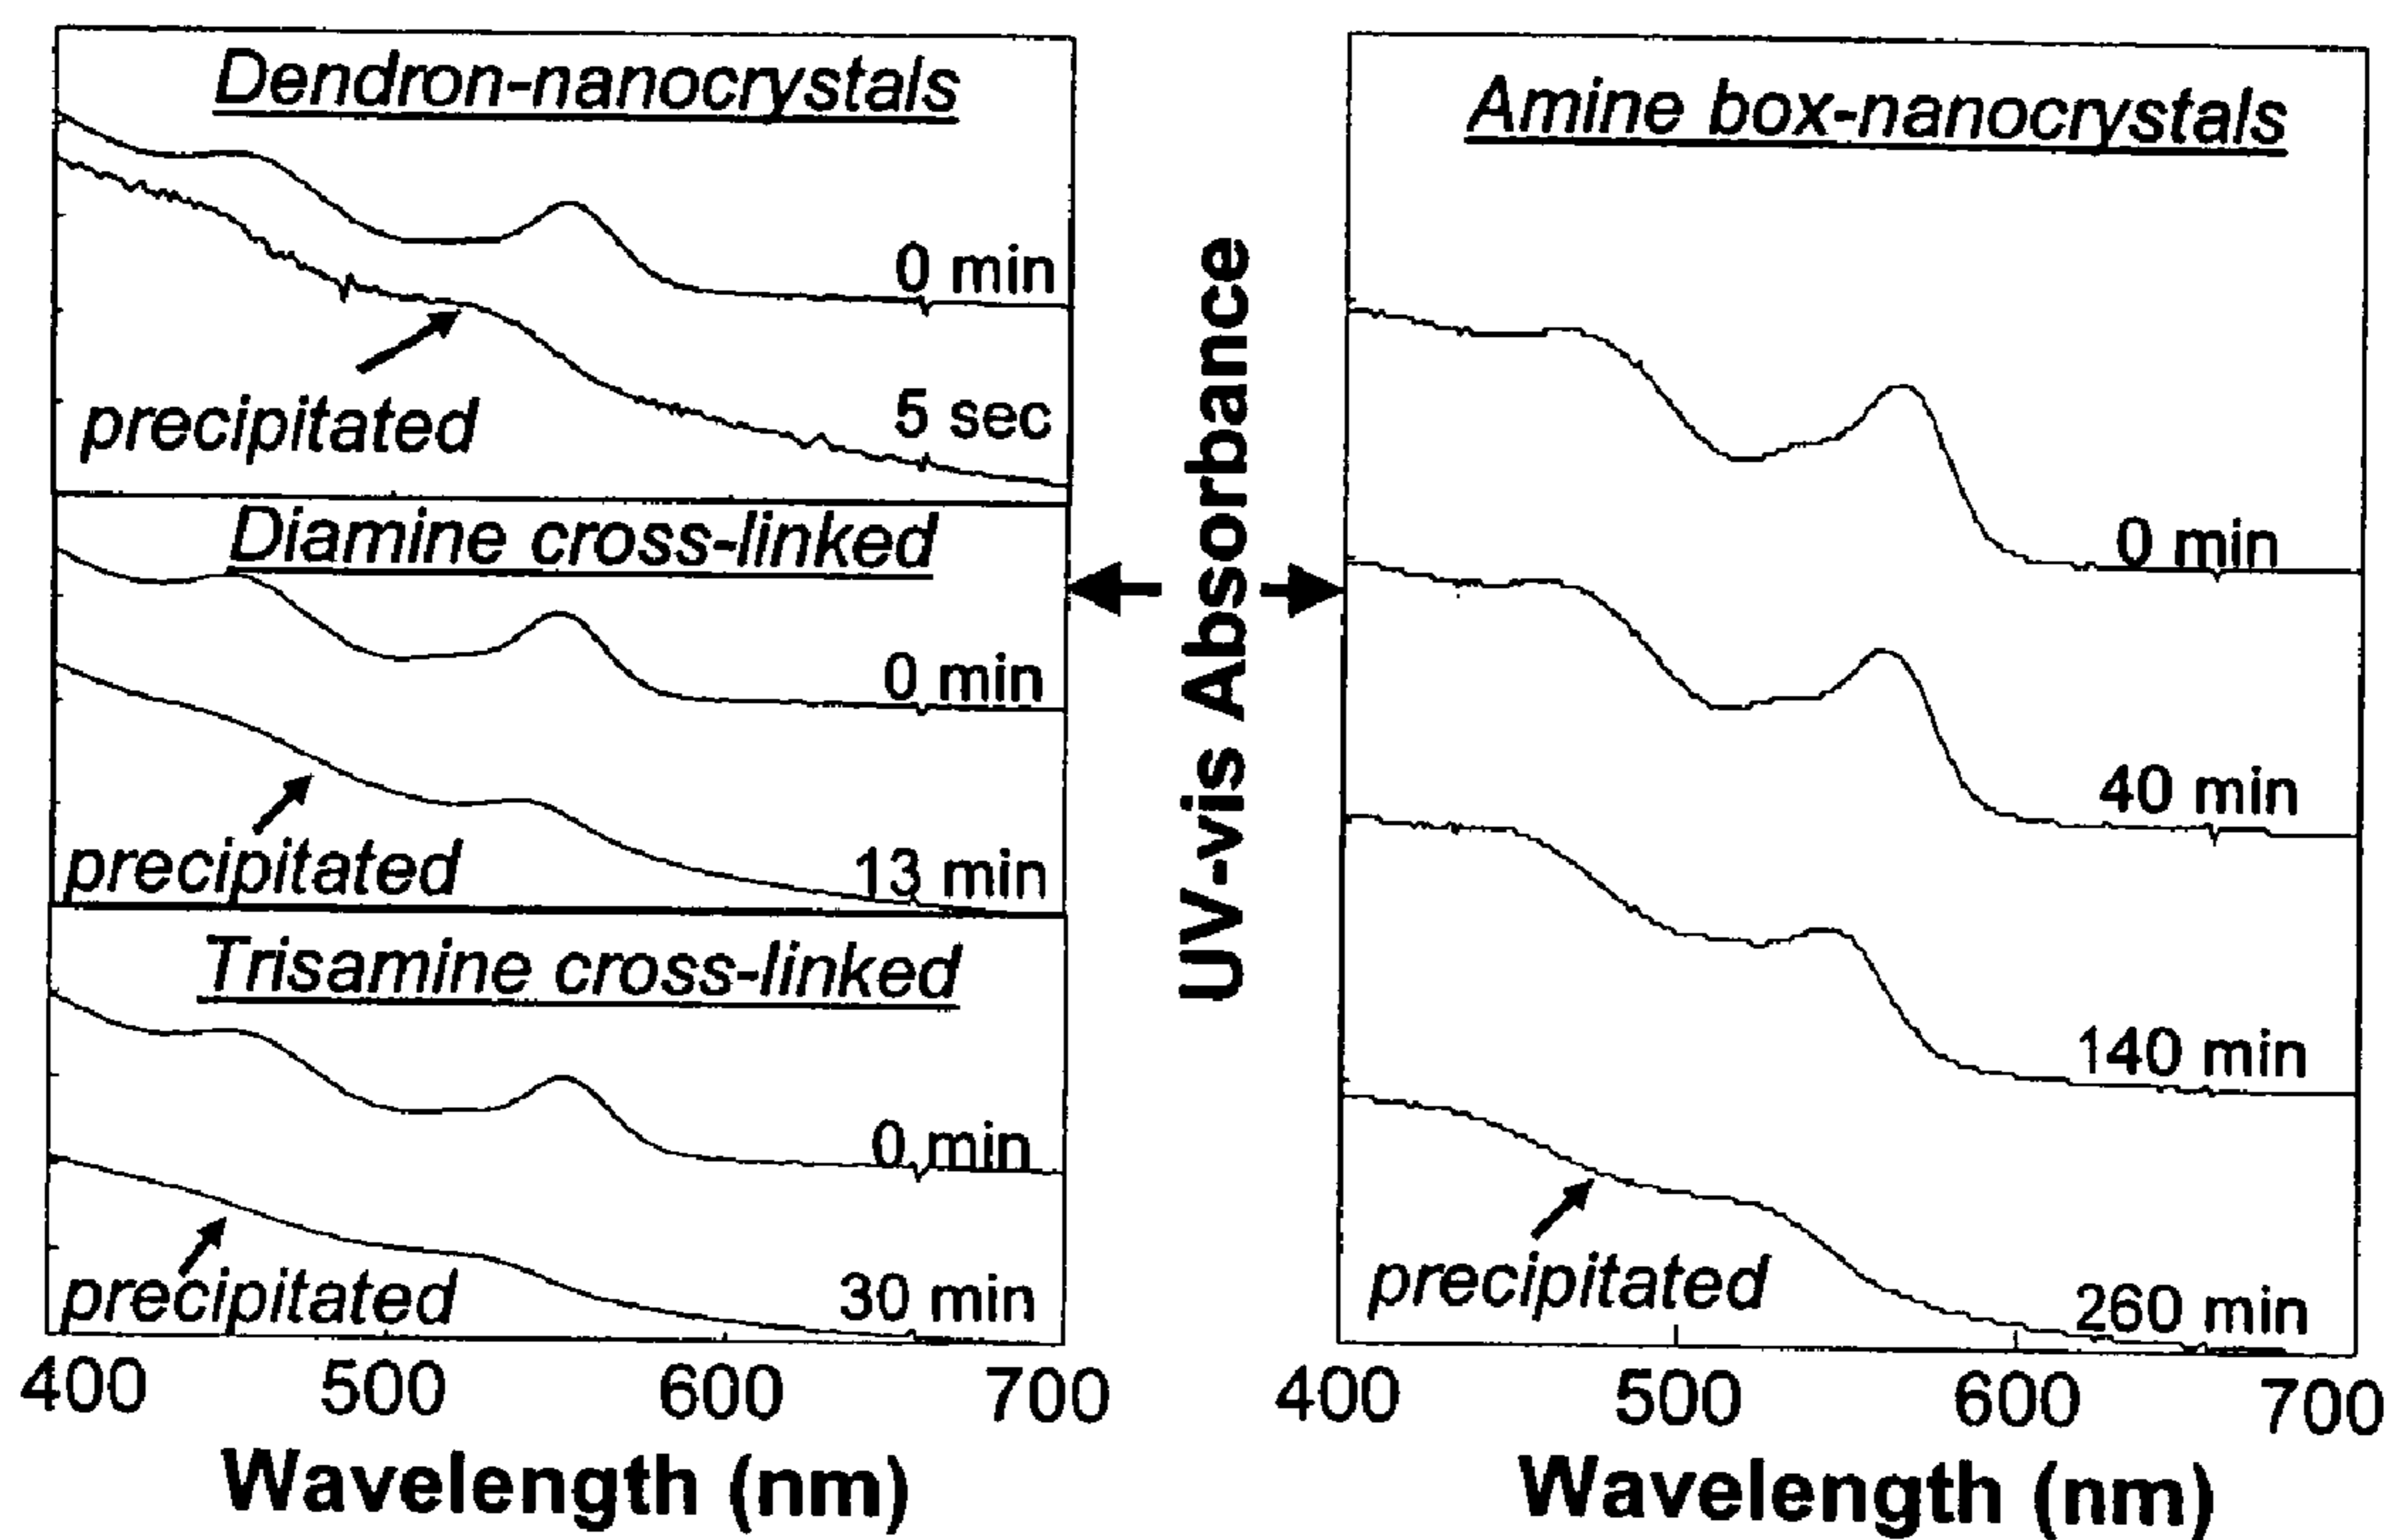 Dendron-nanocrystals
0 min
5 sec
precipitated
Diamine cross-linked
0 min
13 min
precipitated
Trisamine cross-linked
0 min
30 min
precipitated
400 500 600 700
Wavelength (nm)
UV-vis Absorbance
Amine box-nanocrystals
0 min
40 min
140 min
precipitated
260 min
400 500 600 700
Wavelength (nm)